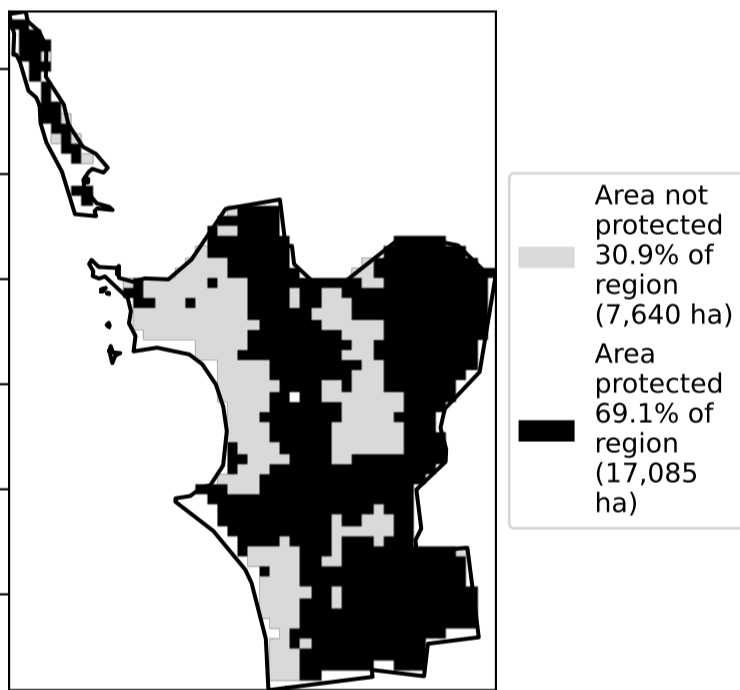 Area not
protected
30.9% of
region
(7,640 ha)
Area
protected
69.1% of
region
(17,085
ha)